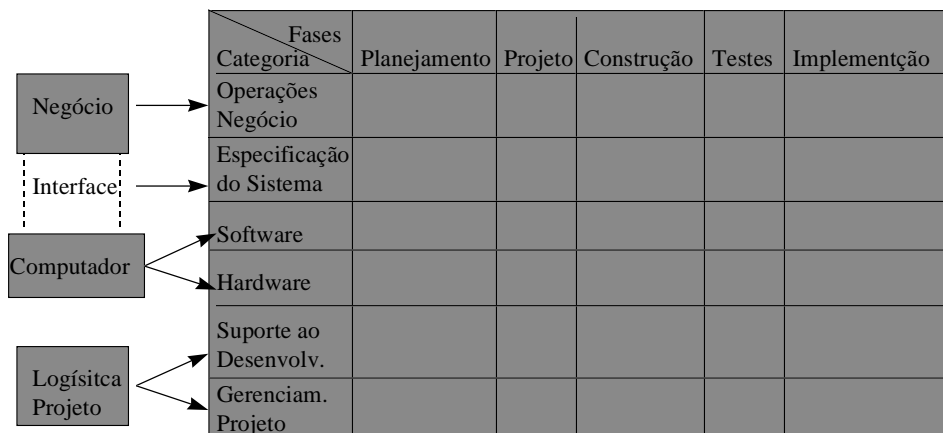 Fases
Categoria
Planejamento
Projeto
Construção
Testes
Implementção
Negócio
Operações
Negócio
Interface
Especificação
do Sistema
Computador
Software
Hardware
Logísitca
Projeto
Suporte ao
Desenvolv.
Gerenciam.
Projeto